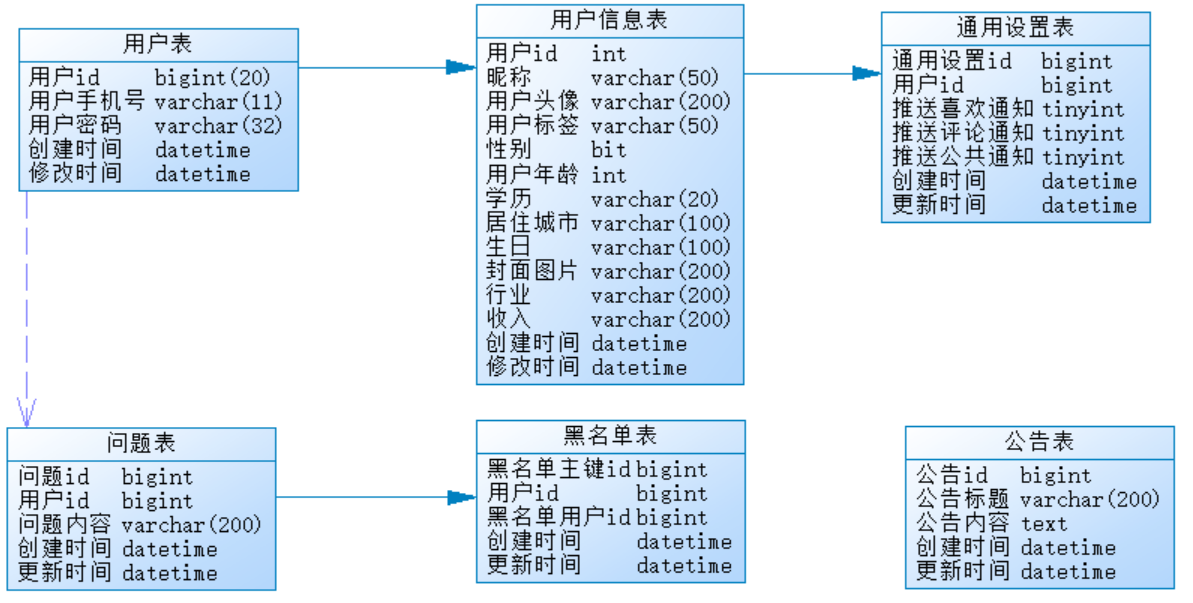 用户表
用户id bigint(20)
用户手机号 varchar(11)
用户密码 varchar(32)
创建时间 datetime
修改时间 datetime
用户信息表
用户id int
昵称 varchar(50)
用户头像 varchar(200)
用户标签 varchar(50)
性别 bit
用户年龄 int
学历 varchar(20)
居住城市 varchar(100)
生日 varchar(100)
封面图片 varchar(200)
行业 varchar(200)
收入 varchar(200)
创建时间 datetime
修改时间 datetime
通用设置表
通用设置id bigint
用户id bigint
推送喜欢通知 tinyint
推送评论通知 tinyint
推送公共通知 tinyint
创建时间 datetime
更新时间 datetime
问题表
问题id bigint
用户id bigint
问题内容 varchar(200)
创建时间 datetime
更新时间 datetime
黑名单表
黑名单主键id bigint
用户id bigint
黑名单用户id bigint
创建时间 datetime
更新时间 datetime
公告表
公告id bigint
公告标题 varchar(200)
公告内容 text
创建时间 datetime
更新时间 datetime